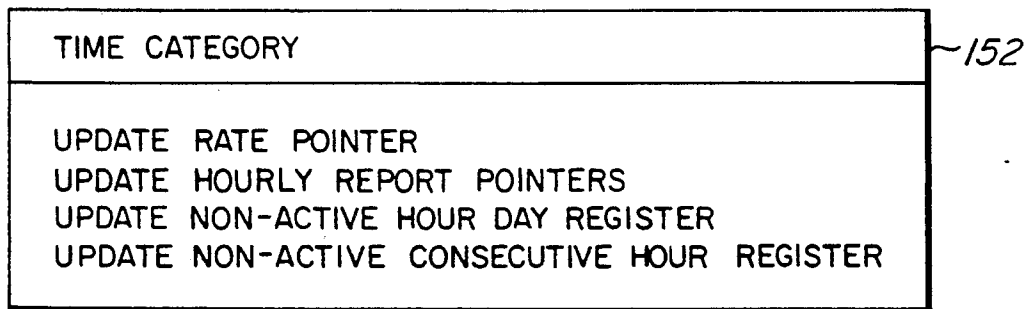 TIME CATEGORY
~152
UPDATE RATE POINTER
UPDATE HOURLY REPORT POINTERS
UPDATE NON-ACTIVE HOUR DAY REGISTER
UPDATE NON-ACTIVE CONSECUTIVE HOUR REGISTER